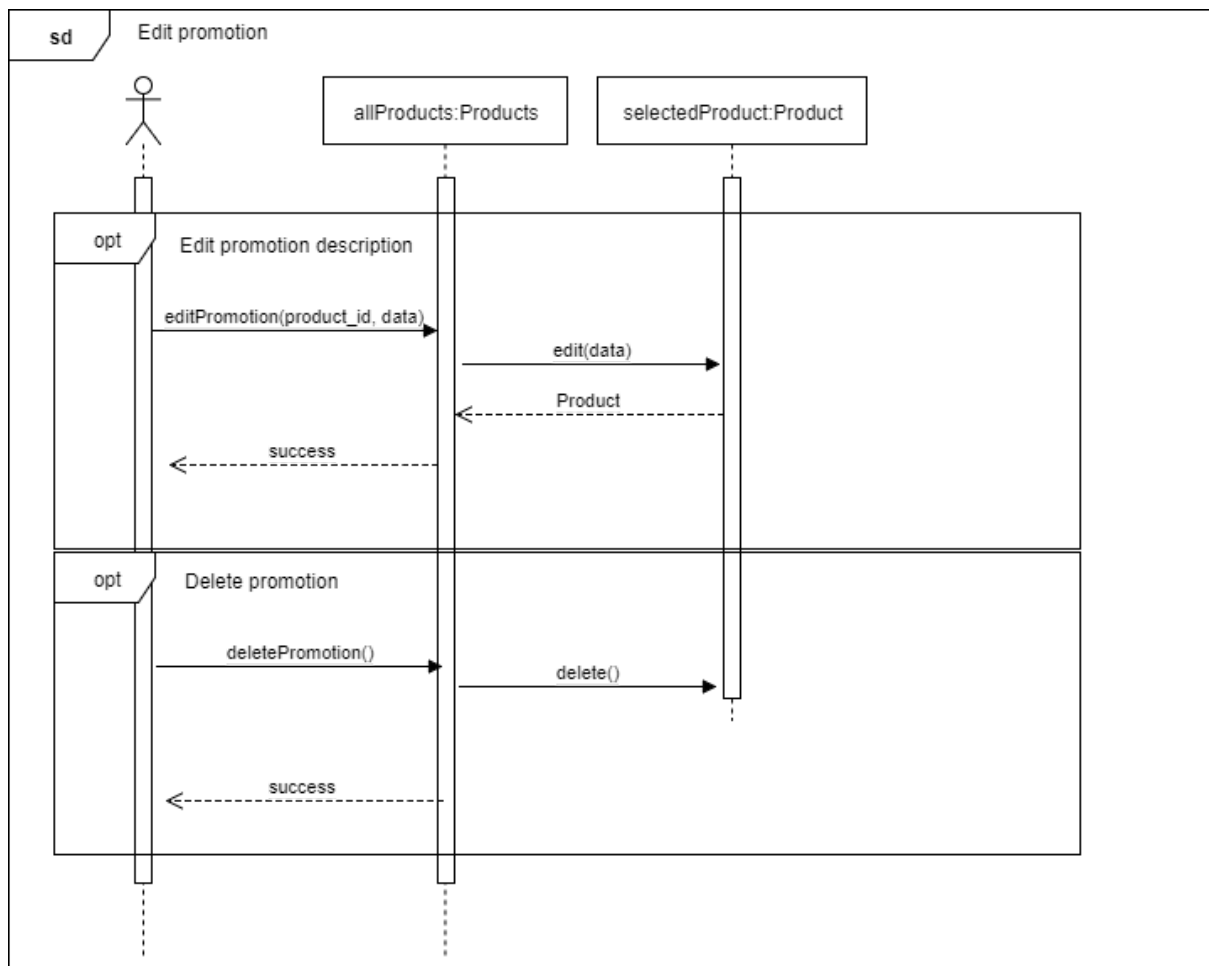 sd
Edit promotion
allProducts:Products
selectedProduct:Product
opt
Edit promotion description
editPromotion(product_id, data)
edit(data)
Product
success
opt
Delete promotion
deletePromotion()
delete()
success